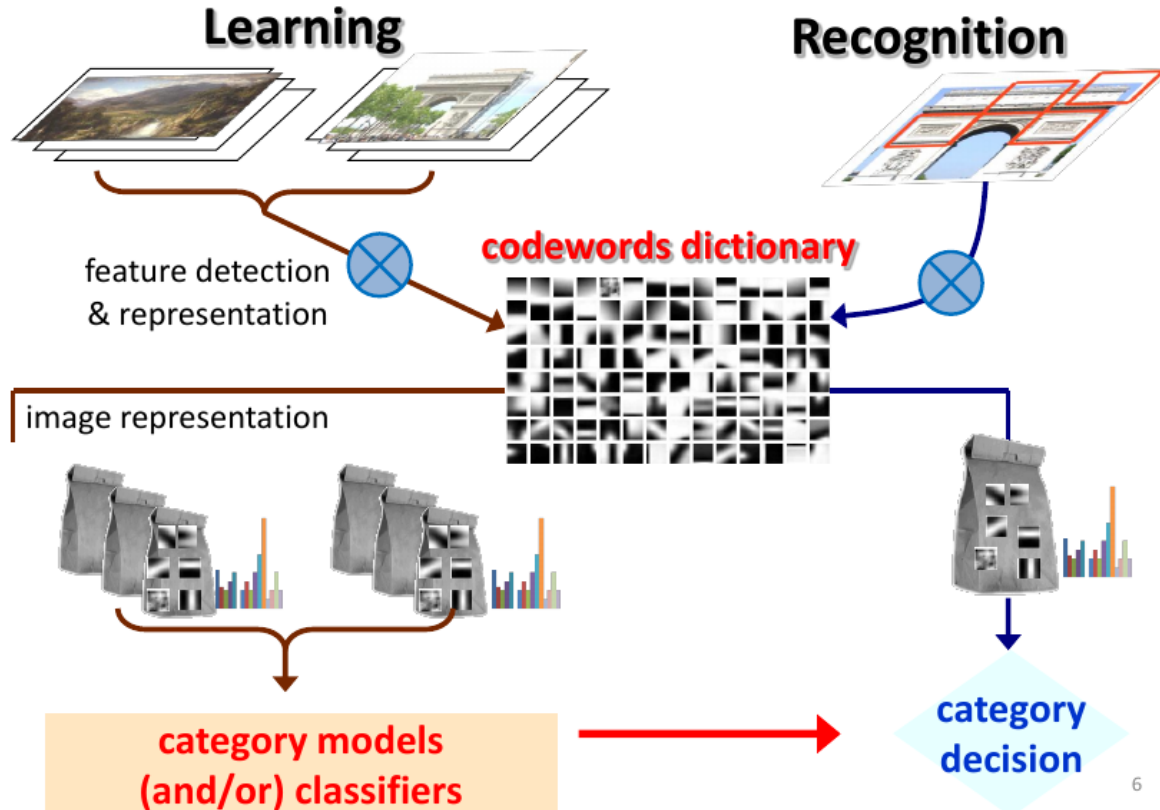 Learning
Recognition
codewords dictionary
feature detection
& representation
image representation
category models
(and/or) classifiers
category
decision
6